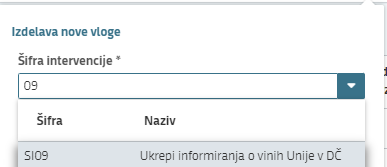 Izdelava nove vloge
Šifra intervencije *
09
Šifra Naziv
SI09 Ukrepi informiranja o vinih Unije v DČ